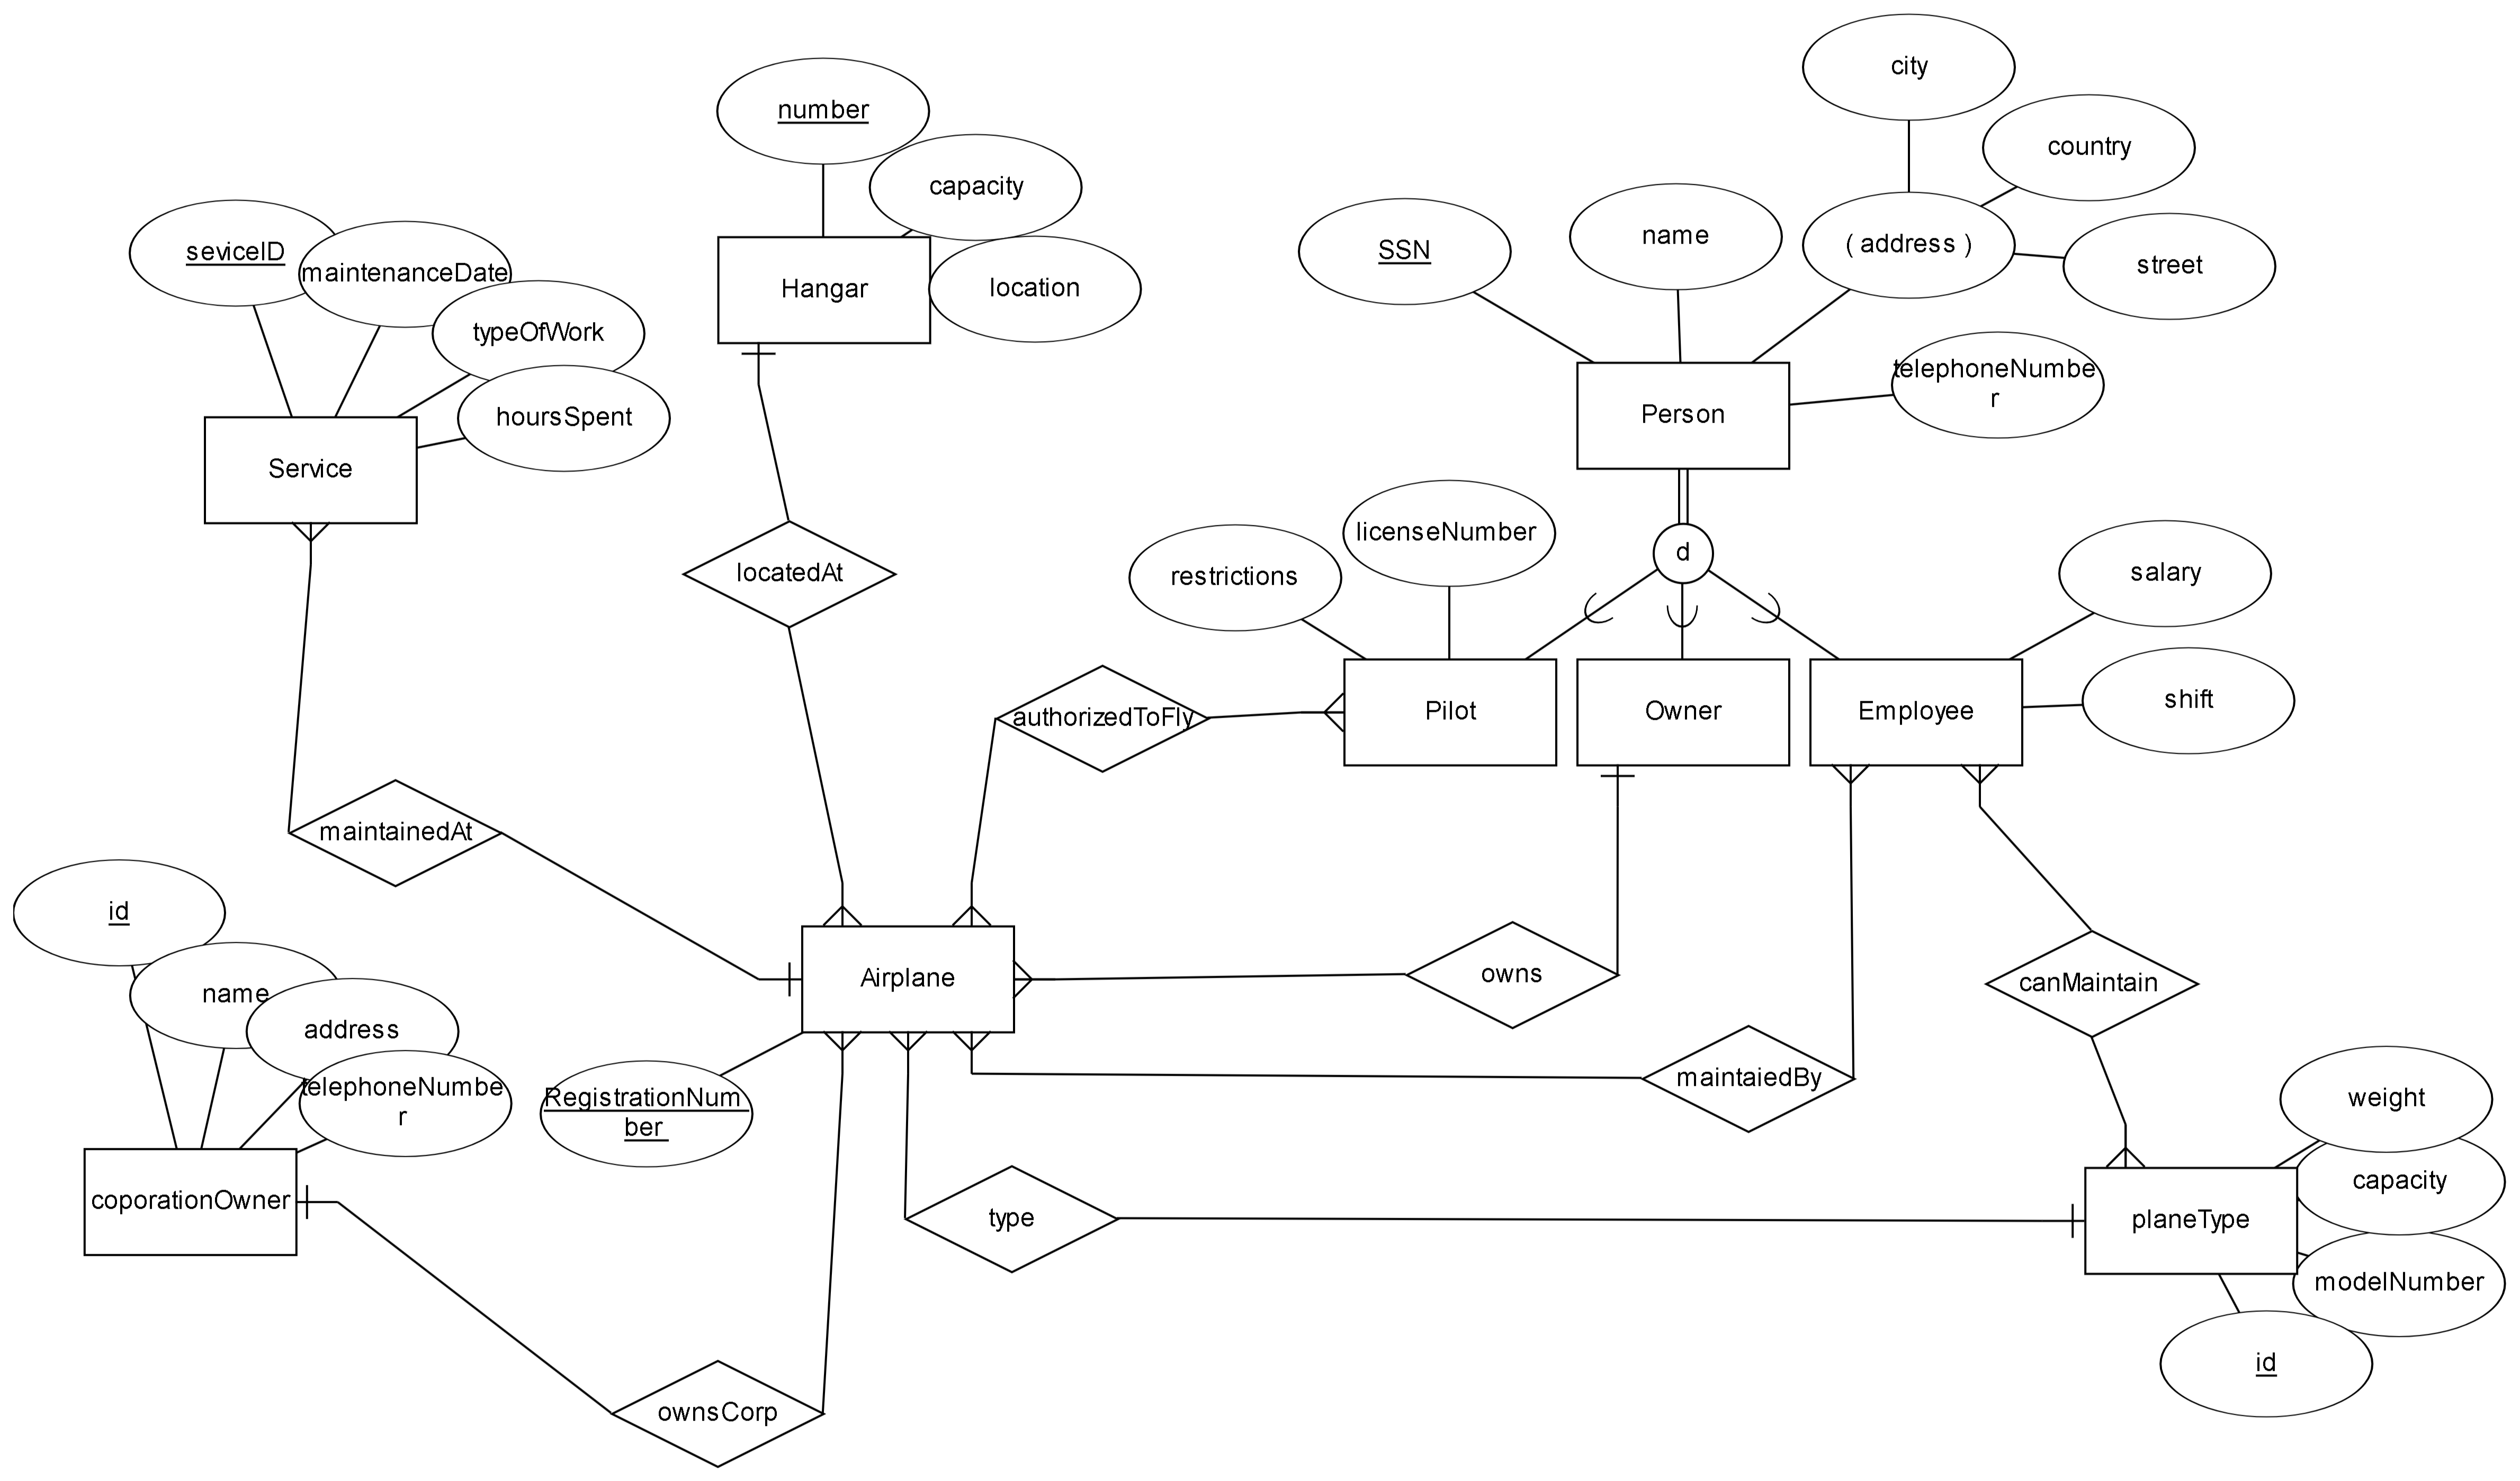 city
number
country
capacity
SSN
name
( address )
street
seviceID
maintenanceDate
Hangar
location
typeOfWork
telephoneNumbe
r
hoursSpent
Person
Service
licenseNumber
d
locatedAt
restrictions
salary
authorizedToFly
Pilot
Owner
Employee
shift
maintainedAt
id
name
Airplane
owns
canMaintain
address
telephoneNumbe
r
RegistrationNum
ber
maintaiedBy
weight
coporationOwner
type
planeType
capacity
modelNumber
id
ownsCorp